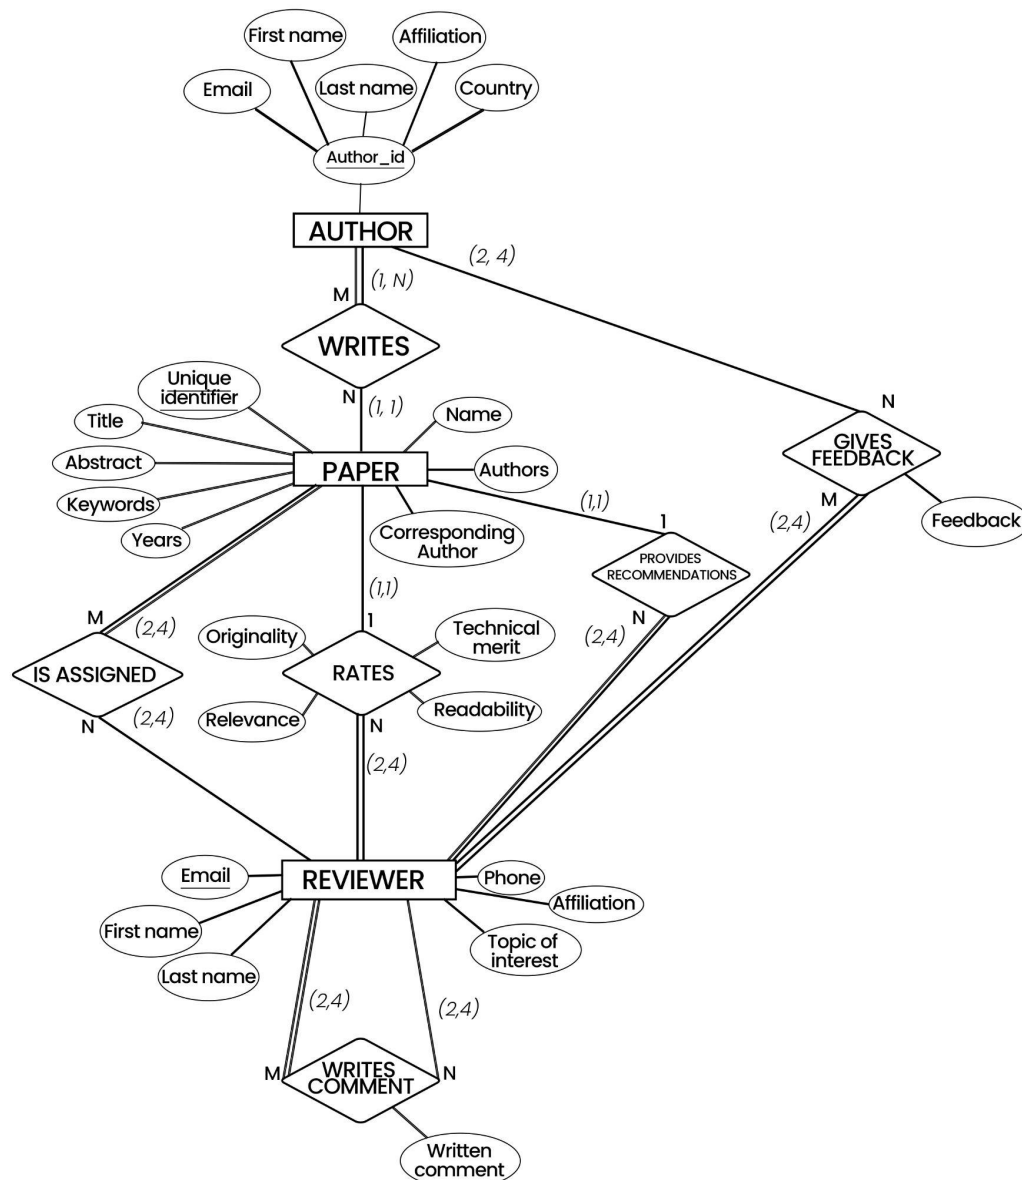 First name
Affiliation
Email
Last name
Country
Author_id
AUTHOR
(2, 4)
(1, N)
M
WRITES
N
(1, 1)
Unique
identifier
Title
Abstract
Keywords
Years
Name
PAPER
Authors
Corresponding
Author
N
GIVES
FEEDBACK
M
(2,4)
Feedback
(1,1)
1
PROVIDES
RECOMMENDATIONS
N
(2,4)
M
(2,4)
IS ASSIGNED
N
(2,4)
(1,1)
1
Originality
Technical
merit
RATES
Relevance
Readability
N
(2,4)
Email
REVIEWER
Phone
First name
Affiliation
Last name
Topic of
interest
(2,4)
(2,4)
M
WRITES
COMMENT
N
Written
comment